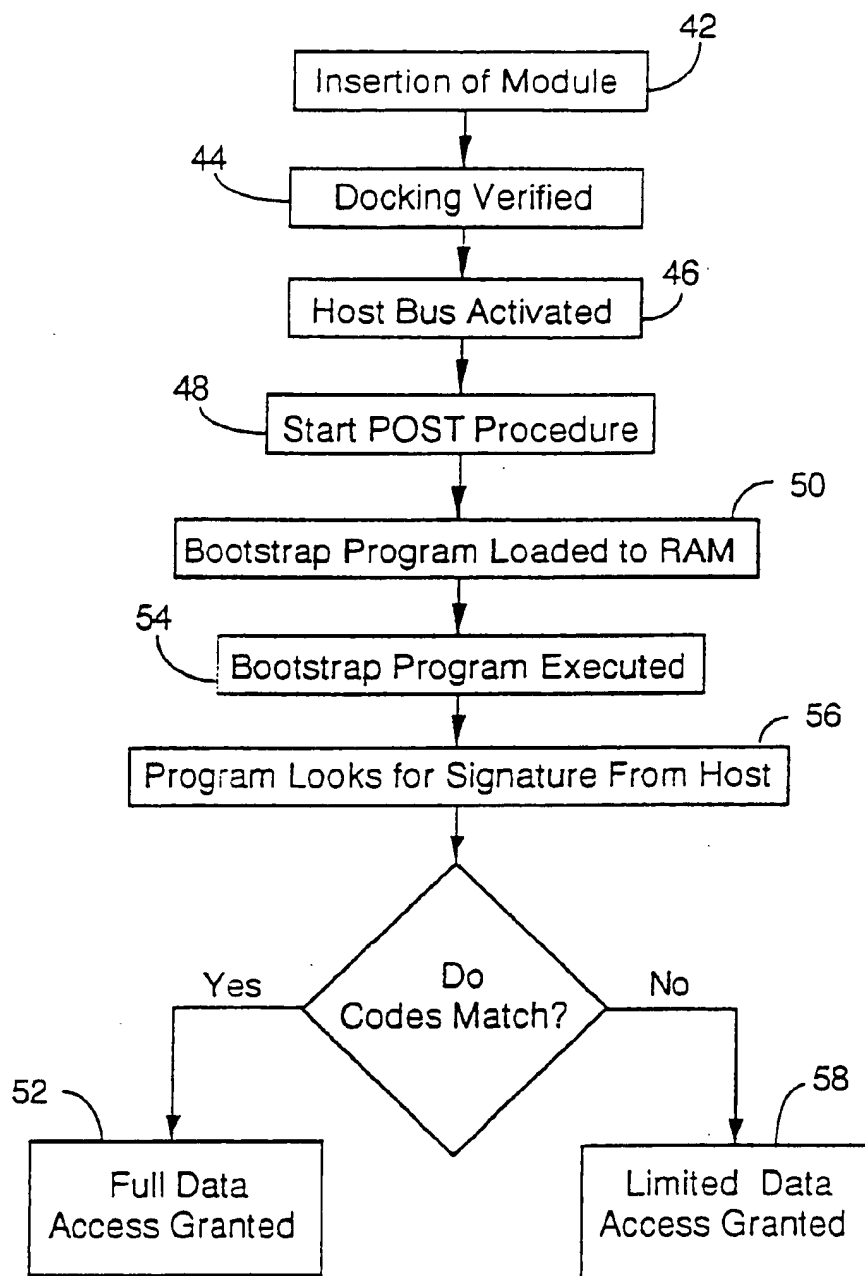 42
Insertion of Module
44
Docking Verified
46
Host Bus Activated
48
Start POST Procedure
50
Bootstrap Program Loaded to RAM
54
Bootstrap Program Executed
56
Program Looks for Signature From Host
Do
Codes Match?
Yes
No
52
58
Full Data
Access Granted
Limited Data
Access Granted